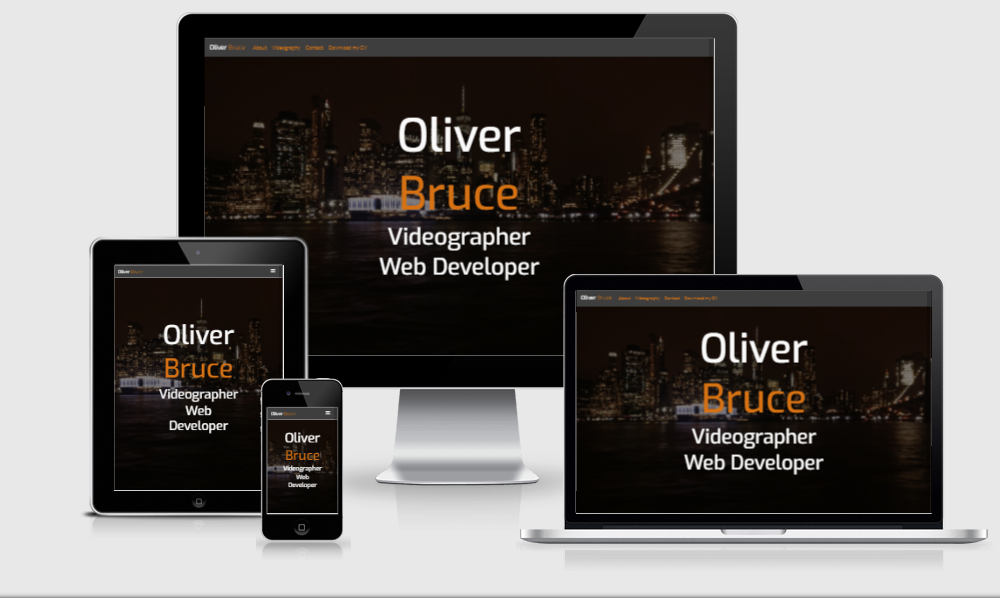 Oliver Bruce About Videography Contact Download my CV
Oliver
Bruce
Videographer
Web Developer
Oliver Bruce
Oliver
Bruce
Videographer
Web
Developer
Oliver Bruce
Oliver
Bruce
Videographer
Web
Developer
Oliver Bruce About Videography Contact Download my CV
Oliver
Bruce
Videographer
Web Developer